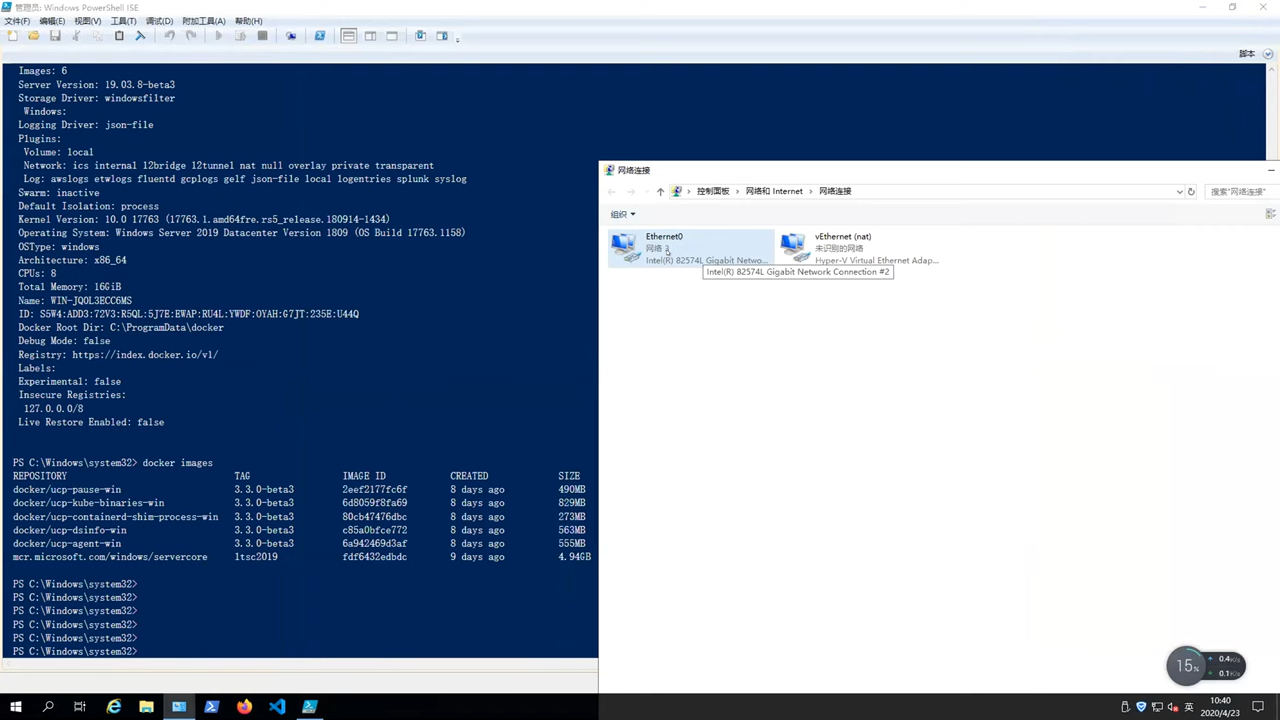 管理员: Windows PowerShell ISE
文件(F) 编辑(E) 视图(V) 工具(T) 调试(D) 附加工具(A) 帮助(H)
脚本
Images: 6
Server Version: 19.03.8-beta3
Storage Driver: windowsfilter
Windows:
Logging Driver: json-file
Plugins:
Volume: local
Network: ics internal l2bridge l2tunnel nat null overlay private transparent
Log: awslogs etwlogs fluentd gcplogs gelf json-file local logentries splunk syslog
Swarm: inactive
Default Isolation: process
Kernel Version: 10.0 17763 (17763.1.amd64fre.rs5_release.180914-1434)
Operating System: Windows Server 2019 Datacenter Version 1809 (OS Build 17763.1158)
OSType: windows
Architecture: x86_64
CPUs: 8
Total Memory: 16GiB
Name: WIN-JQ0L3ECC6MS
ID: S5W4:ADD3:72V3:R5QL:5J7E:EWAP:RU4L:YWDF:OYAH:G7JT:235E:U44Q
Docker Root Dir: C:\ProgramData\docker
Debug Mode: false
Registry: https://index.docker.io/v1/
Labels:
Experimental: false
Insecure Registries:
127.0.0.0/8
Live Restore Enabled: false
PS C:\Windows\system32> docker images
REPOSITORY TAG IMAGE ID CREATED SIZE
docker/ucp-pause-win 3.3.0-beta3 2eef2177fc6f 8 days ago 490MB
docker/ucp-kube-binaries-win 3.3.0-beta3 6d8059f8fa69 8 days ago 829MB
docker/ucp-containerd-shim-process-win 3.3.0-beta3 80cb47476dbc 8 days ago 273MB
docker/ucp-dsinfo-win 3.3.0-beta3 c85a0bfce772 8 days ago 563MB
docker/ucp-agent-win 3.3.0-beta3 6a942469d3af 8 days ago 555MB
mcr.microsoft.com/windows/servercore ltsc2019 fdf6432edbdc 9 days ago 4.94GB
PS C:\Windows\system32>
PS C:\Windows\system32>
PS C:\Windows\system32>
PS C:\Windows\system32>
PS C:\Windows\system32>
PS C:\Windows\system32>
网络连接
控制面板 网络和 Internet 网络连接
搜索"网络连接"
组织
Ethernet0
网络 3
Intel(R) 82574L Gigabit Netwo...
vEthernet (nat)
未识别的网络
Hyper-V Virtual Ethernet Adap...
Intel(R) 82574L Gigabit Network Connection #2
15%
0.4K/s
0.1K/s
英
10:40
2020/4/23